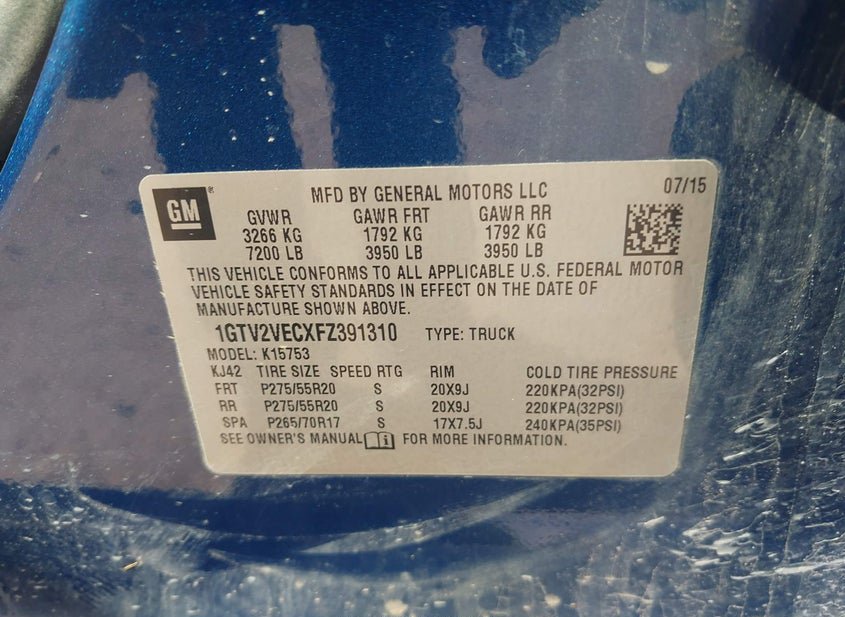 MFD BY GENERAL MOTORS LLC 07/15
GM®
GVWR GAWR FRT GAWR RR
3266 KG 1792 KG 1792 KG
7200 LB 3950 LB 3950 LB
THIS VEHICLE CONFORMS TO ALL APPLICABLE U.S. FEDERAL MOTOR
VEHICLE SAFETY STANDARDS IN EFFECT ON THE DATE OF
MANUFACTURE SHOWN ABOVE.
1GTV2VECXFZ391310 TYPE: TRUCK
MODEL: K15753
KJ42 TIRE SIZE SPEED RTG RIM COLD TIRE PRESSURE
FRT P275/55R20 S 20X9J 220KPA(32PSI)
RR P275/55R20 S 20X9J 220KPA(32PSI)
SPA P265/70R17 S 17X7.5J 240KPA(35PSI)
SEE OWNER'S MANUAL i FOR MORE INFORMATION.